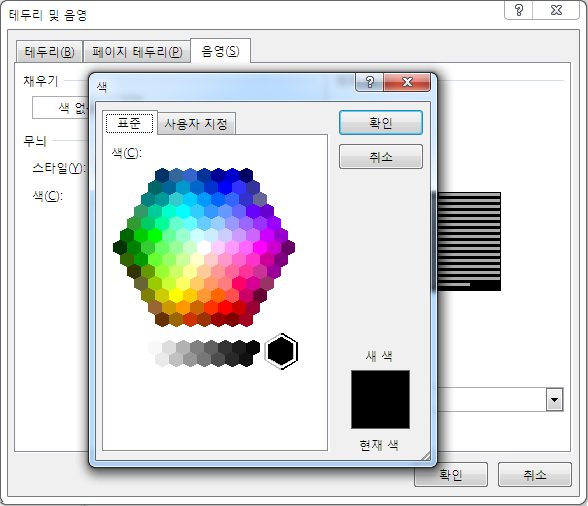 테두리 및 음영
테두리(B) 페이지 테두리(P) 음영(S)
채우기
색 없
무늬
스타일(Y):
색(C):
색
표준 사용자 지정
색(C):
확인
취소
새 색
현재 색
확인 취소